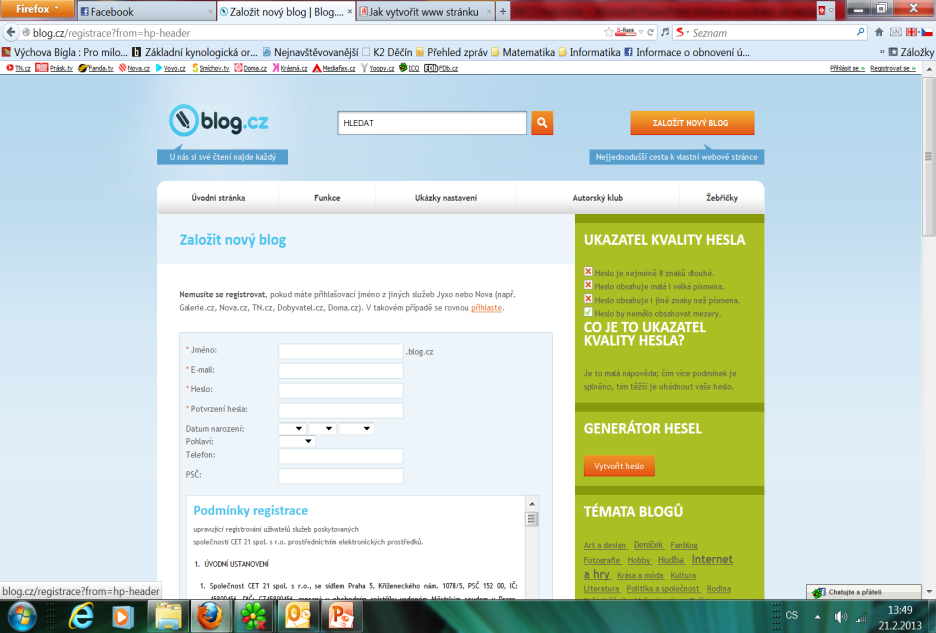 Firefox
Facebook
Založit nový blog | Blog....
Jak vytvořit www stránku
blog.cz/registrace?from=hp-header
S-Rank
Seznam
Výchova Bígla : Pro milo...
Základní kynologická or...
Nejnavštěvovanější
K2 Děčín
Přehled zpráv
Matematika
Informatika
Informace o obnovení ú...
Záložky
TN.cz
Prásk.tv
Fanda.tv
Nova.cz
Voyo.cz
Smíchov.tv
Doma.cz
Krásná.cz
Mediafax.cz
Yoopy.cz
ICQ
FDb.cz
Přihlásit se »
Registrovat se »
blog.cz
HLEDAT
ZALOŽIT NOVÝ BLOG
U nás si své čtení najde každý
Nejjednodušší cesta k vlastní webové stránce
Úvodní stránka
Funkce
Ukázky nastavení
Autorský klub
Žebříčky
Založit nový blog
Nemusíte se registrovat, pokud máte přihlašovací jméno z jiných služeb Jyxo nebo Nova (např.
Galerie.cz, Nova.cz, TN.cz, Dobyvatel.cz, Doma.cz). V takovém případě se rovnou přihlaste.
* Jméno:
.blog.cz
* E-mail:
* Heslo:
* Potvrzení hesla:
Datum narození:
Pohlaví:
Telefon:
PSČ:
Podmínky registrace
upravující registrování uživatelů služeb poskytovaných
společností CET 21 spol. s r.o. prostřednictvím elektronických prostředků.
1. ÚVODNÍ USTANOVENÍ
1. Společnost CET 21 spol. s r.o., se sídlem Praha 5, Kříženeckého nám. 1078/5, PSČ 152 00, IČ:
UKAZATEL KVALITY HESLA
Heslo je nejméně 8 znaků dlouhé.
Heslo obsahuje malá i velká písmena.
Heslo obsahuje i jiné znaky než písmena.
Heslo by nemělo obsahovat mezery.
CO JE TO UKAZATEL
KVALITY HESLA?
Je to malá nápověda; čím více podmínek je
splněno, tím těžší je uhádnout vaše heslo.
GENERÁTOR HESEL
Vytvořit heslo
TÉMATA BLOGŮ
Art a design Deníček Fanblog
Fotografie Hobby Hudba Internet
a hry Krása a móda Kultura
Literatura Politika a společnost Rodina
blog.cz/registrace?from=hp-header
Chatujte s přáteli
CS
13:49
21.2.2013